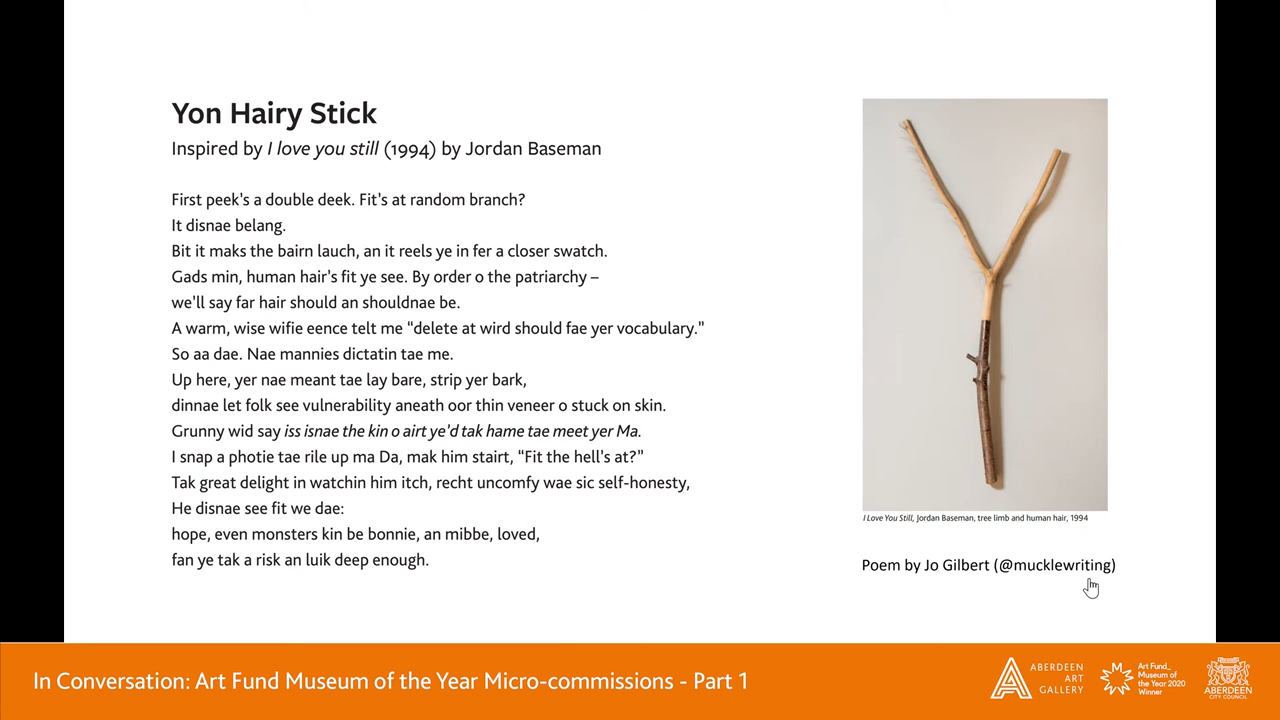 Yon Hairy Stick
Inspired by I love you still (1994) by Jordan Baseman
First peek's a double deek. Fit's at random branch?
It disnae belang.
Bit it maks the bairn lauch, an it reels ye in fer a closer swatch.
Gads min, human hair's fit ye see. By order o the patriarchy –
we'll say far hair should an shouldnae be.
A warm, wise wifie eence telt me “delete at wird should fae yer vocabulary.”
So aa dae. Nae mannies dictatin tae me.
Up here, yer nae meant tae lay bare, strip yer bark,
dinnae let folk see vulnerability aneath oor thin veneer o stuck on skin.
Grunny wid say iss isnae the kin o airt ye’d tak hame tae meet yer Ma.
I snap a photie tae rile up ma Da, mak him stairt, “Fit the hell’s at?”
Tak great delight in watchin him itch, recht uncomfy wae sic self-honesty,
He disnae see fit we dae:
hope, even monsters kin be bonnie, an mibbe, loved,
fan ye tak a risk an luik deep enough.
I Love You Still, Jordan Baseman, tree limb and human hair, 1994
Poem by Jo Gilbert (@mucklewriting)
In Conversation: Art Fund Museum of the Year Micro-commissions - Part 1
ABERDEEN
ART
GALLERY
Art Fund_
Museum of
the Year 2020
Winner
ABERDEEN
CITY COUNCIL